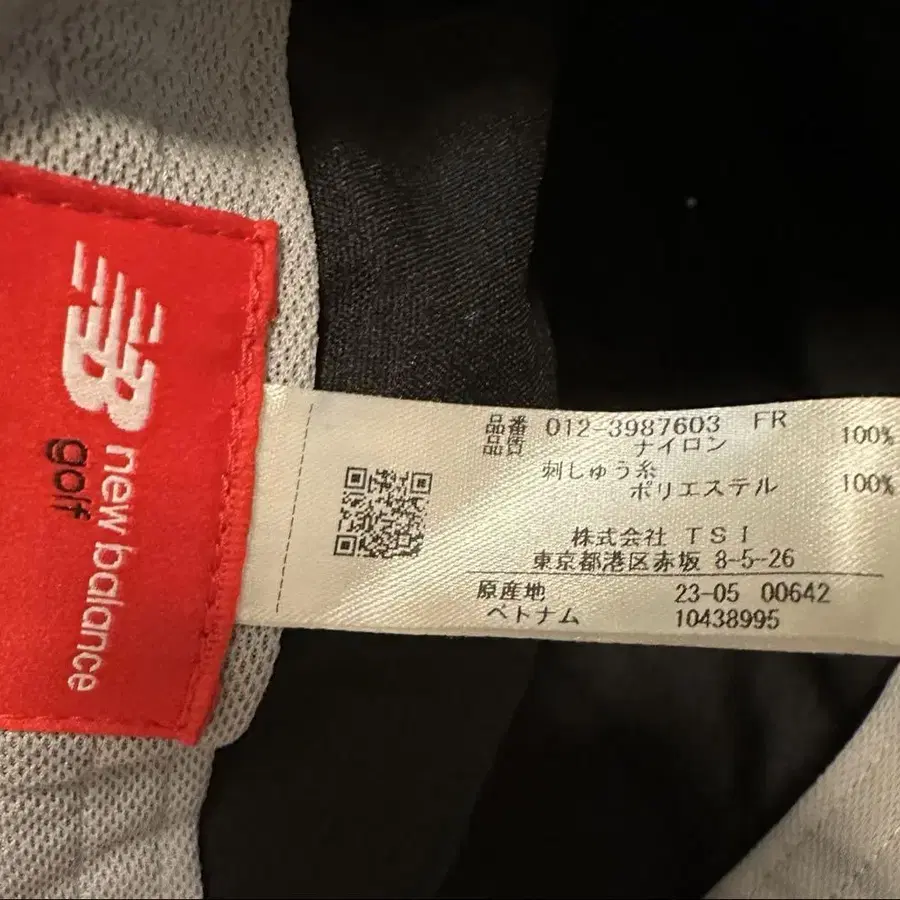 new balance
golf
品番 012-3987603 FR
品質 ナイロン 100%
刺しゅう糸
ポリエステル 100%
株式会社 TSI
東京都港区赤坂 8-5-26
原産地 23-05 00642
ベトナム 10438995